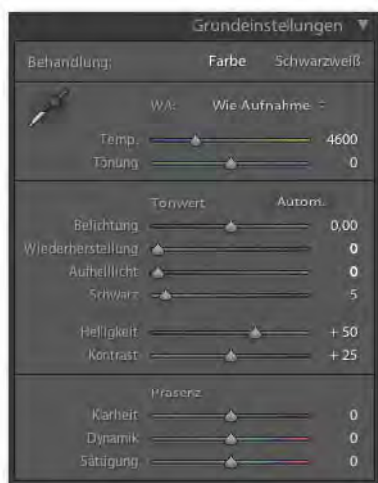 Grundeinstellungen
Behandlung: Farbe Schwarzweiß
WA: Wie Aufnahme
Temp. 4600
Tönung 0
Tonwert Autom.
Belichtung 0,00
Wiederherstellung 0
Aufhelllicht 0
Schwarz 5
Helligkeit + 50
Kontrast + 25
Präsenz
Klarheit 0
Dynamik 0
Sättigung 0